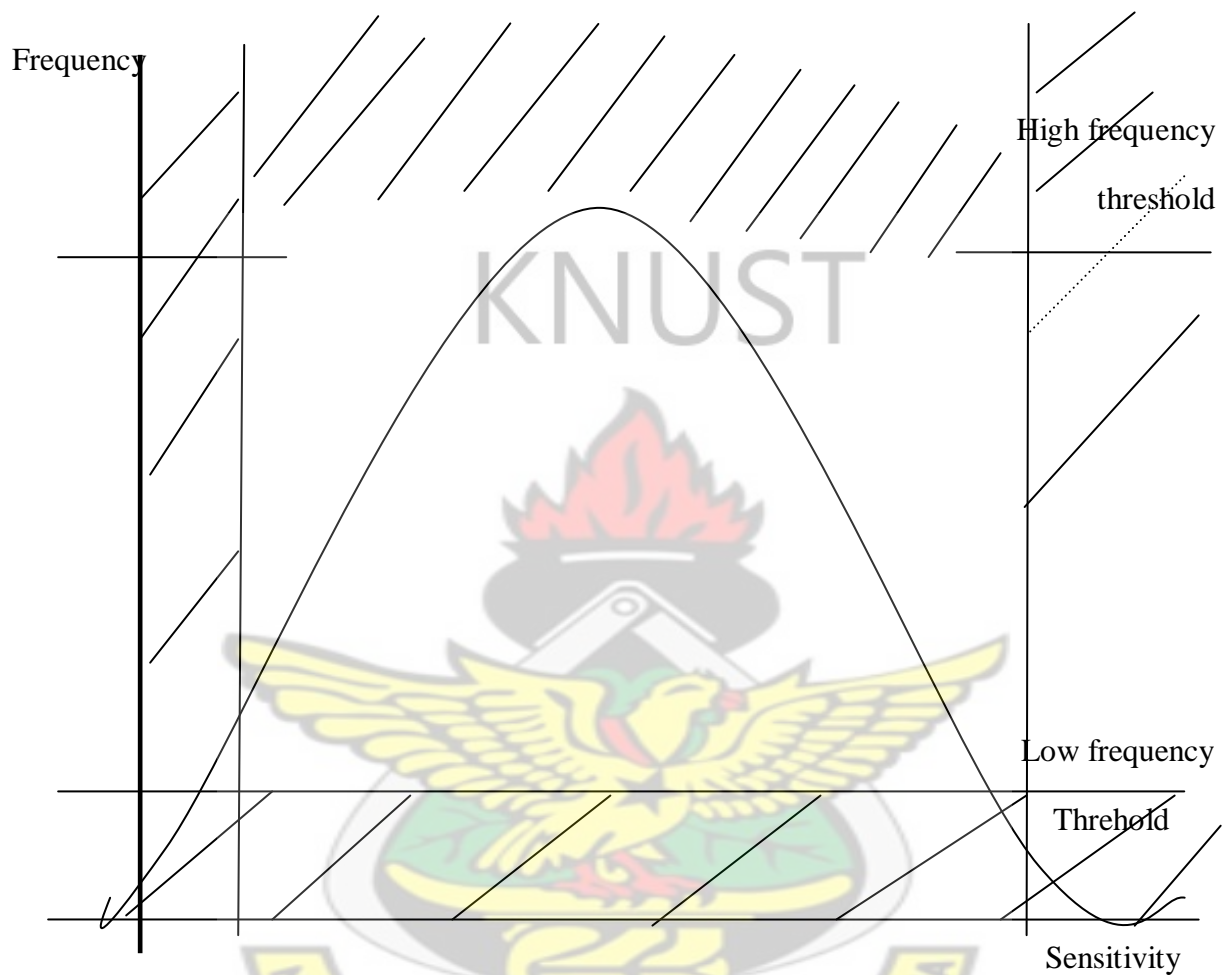 Frequency
High frequency
threshold
KNUST
Low frequency
Threhold
Sensitivity